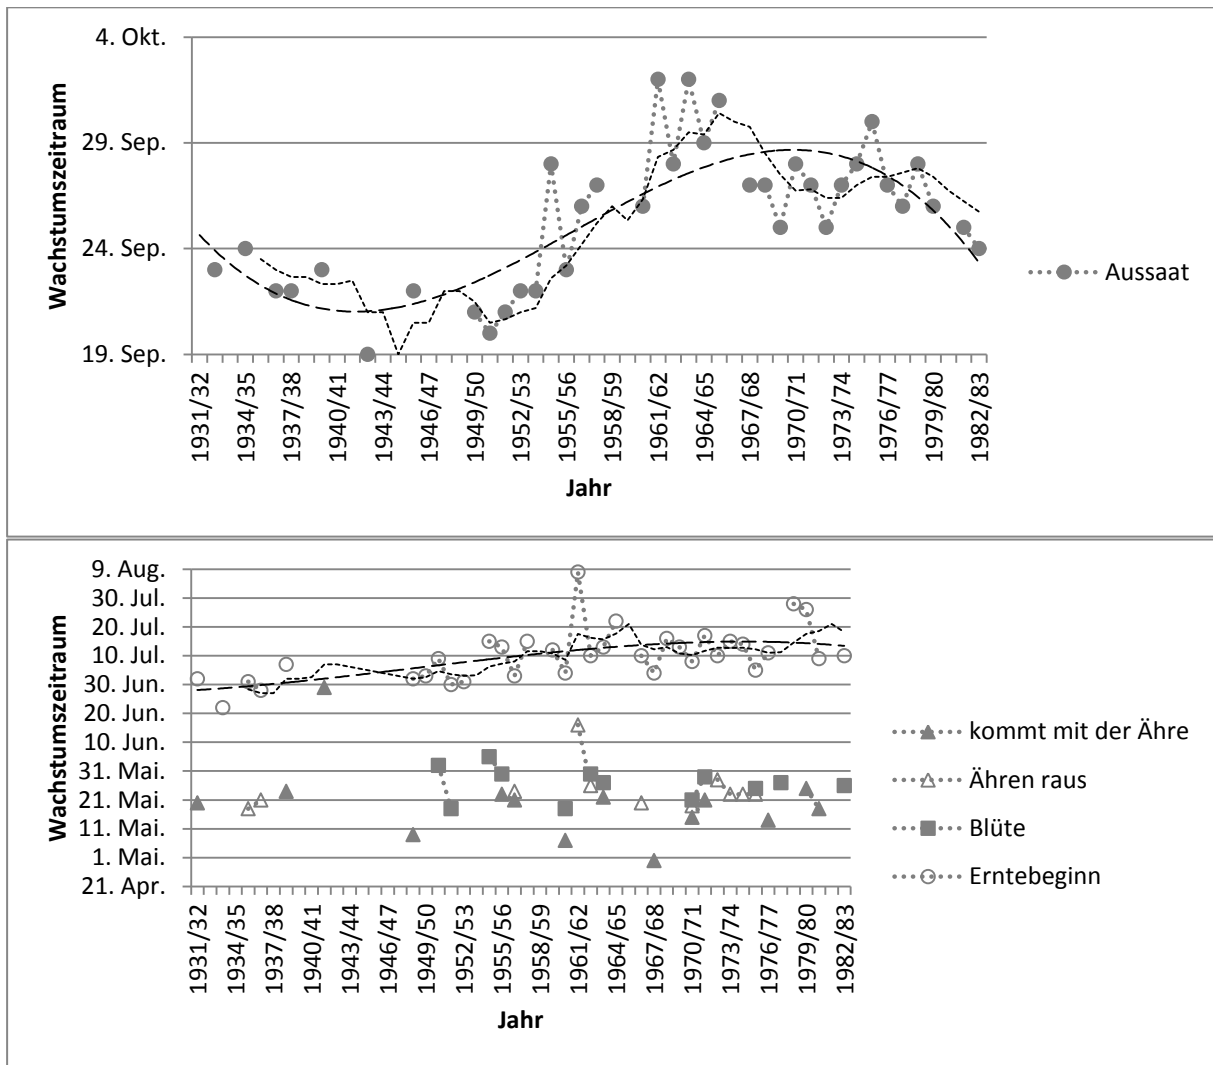 Wachstumszeitraum
4. Okt.
29. Sep.
24. Sep.
19. Sep.
1931/32
1934/35
1937/38
1940/41
1943/44
1946/47
1949/50
1952/53
1955/56
1958/59
1961/62
1964/65
1967/68
1970/71
1973/74
1976/77
1979/80
1982/83
Jahr
Aussaat
Wachstumszeitraum
9. Aug.
30. Jul.
20. Jul.
10. Jul.
30. Jun.
20. Jun.
10. Jun.
31. Mai.
21. Mai.
11. Mai.
1. Mai.
21. Apr.
1931/32
1934/35
1937/38
1940/41
1943/44
1946/47
1949/50
1952/53
1955/56
1958/59
1961/62
1964/65
1967/68
1970/71
1973/74
1976/77
1979/80
1982/83
Jahr
kommt mit der Ähre
Ähren raus
Blüte
Erntebeginn